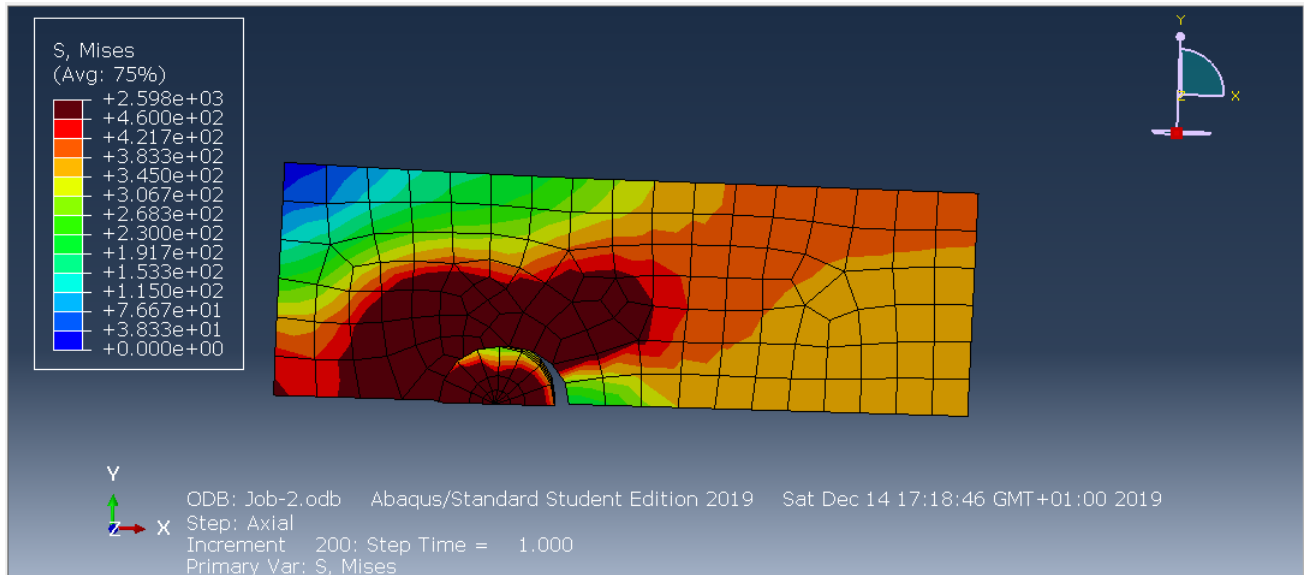 S, Mises
(Avg: 75%)
+2.598e+03
+4.600e+02
+4.217e+02
+3.833e+02
+3.450e+02
+3.067e+02
+2.683e+02
+2.300e+02
+1.917e+02
+1.533e+02
+1.150e+02
+7.667e+01
+3.833e+01
+0.000e+00
Y
Z X
Y
Z X
ODB: Job-2.odb Abaqus/Standard Student Edition 2019 Sat Dec 14 17:18:46 GMT+01:00 2019
Step: Axial
Increment 200: Step Time = 1.000
Primary Var: S, Mises